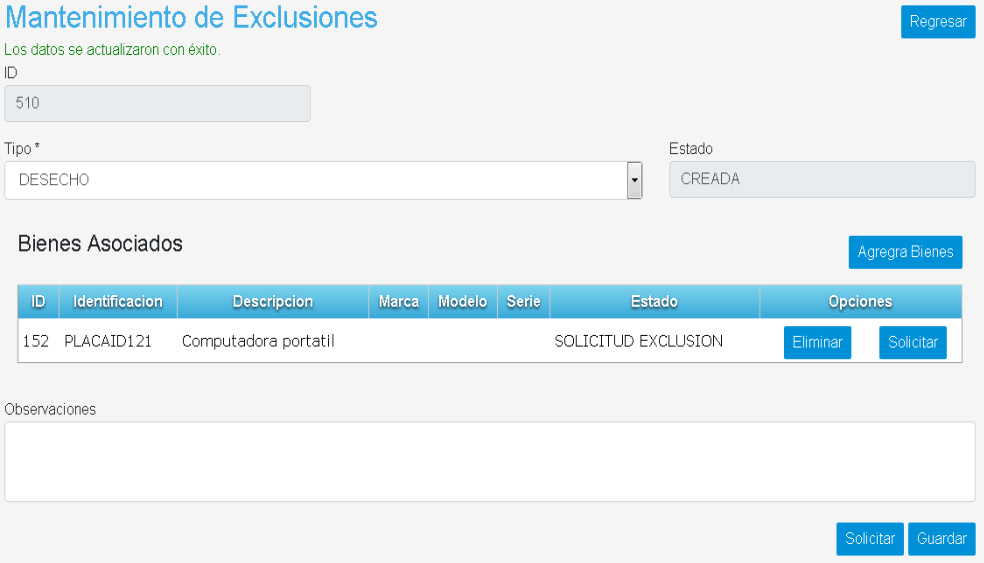 Mantenimiento de Exclusiones
Regresar
Los datos se actualizaron con éxito.
ID
510
Tipo *
Estado
DESECHO
CREADA
Bienes Asociados
Agregra Bienes
ID Identificacion Descripcion Marca Modelo Serie Estado Opciones
152 PLACAID121 Computadora portatil SOLICITUD EXCLUSION Eliminar Solicitar
Observaciones
Solicitar Guardar